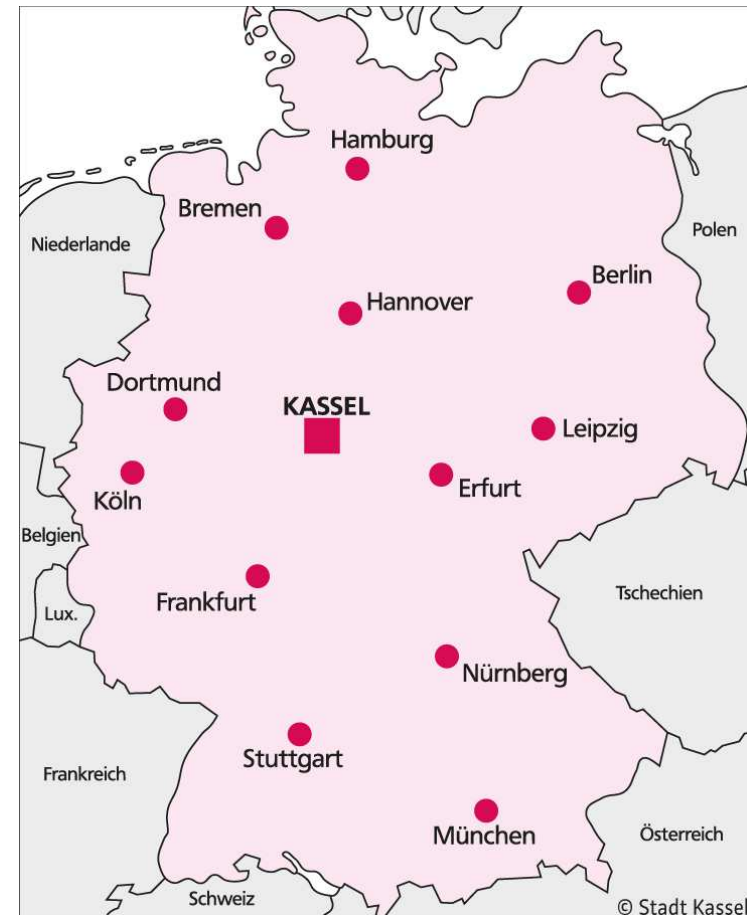 Hamburg
Bremen
Niederlande
Polen
Berlin
Hannover
Dortmund
KASSEL
Leipzig
Köln
Erfurt
Belgien
Frankfurt
Lux.
Tschechien
Nürnberg
Stuttgart
Frankreich
München
Österreich
Schweiz
© Stadt Kassel